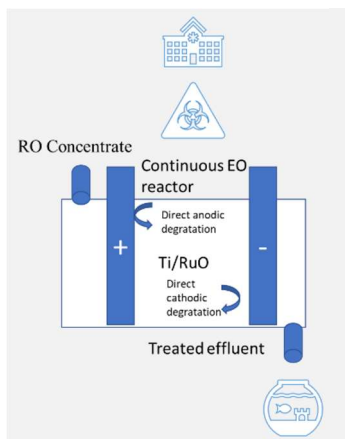 RO Concentrate
Continuous EO
reactor
Direct anodic
degratation
+
-
Ti/RuO
Direct
cathodic
degratation
Treated effluent